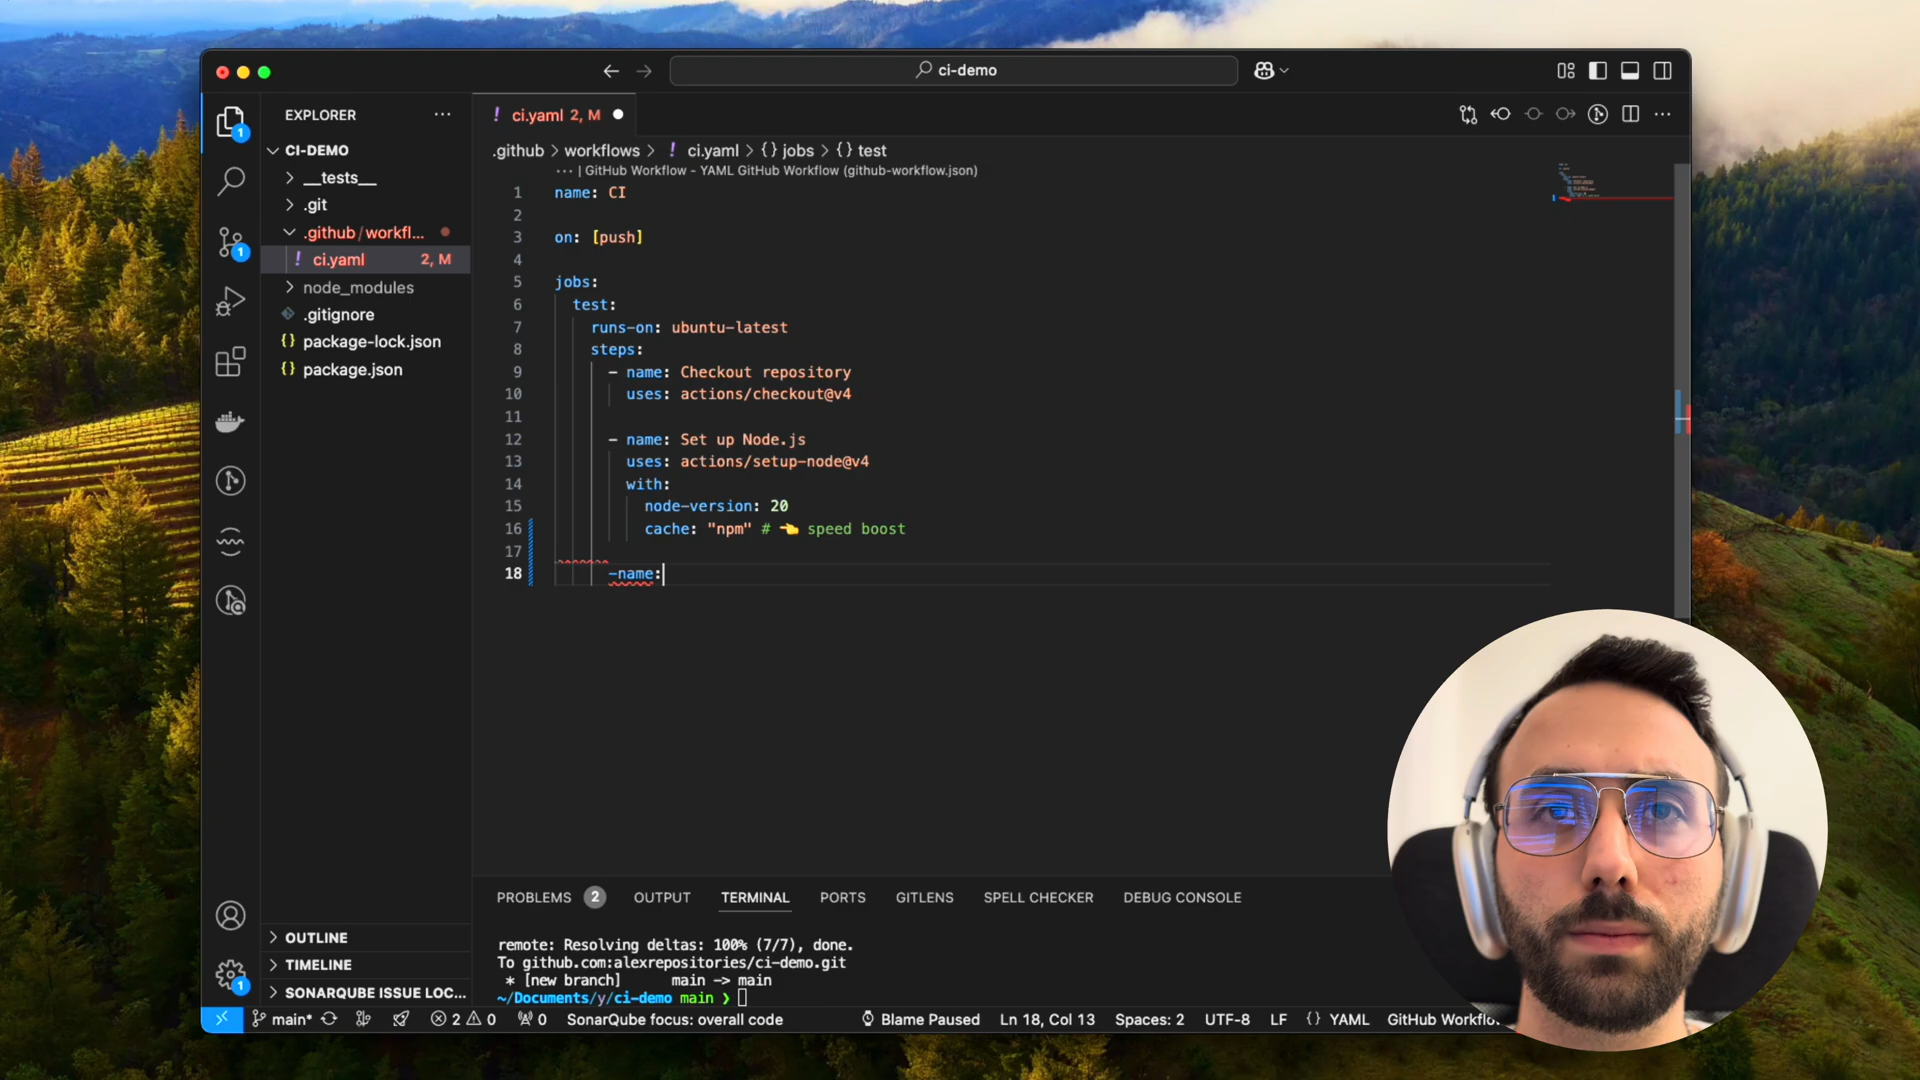 ci-demo
EXPLORER
CI-DEMO
__tests__
.git
.github/workfl...
ci.yaml 2, M
node_modules
.gitignore
package-lock.json
package.json
OUTLINE
TIMELINE
SONARQUBE ISSUE LOC...
ci.yaml 2, M
.github > workflows > ! ci.yaml > {} jobs > {} test
... | GitHub Workflow - YAML GitHub Workflow (github-workflow.json)
1 name: CI
2
3 on: [push]
4
5 jobs:
6 test:
7 runs-on: ubuntu-latest
8 steps:
9 - name: Checkout repository
10 uses: actions/checkout@v4
11
12 - name: Set up Node.js
13 uses: actions/setup-node@v4
14 with:
15 node-version: 20
16 cache: "npm" # 👈 speed boost
17
18 -name:
PROBLEMS 2 OUTPUT TERMINAL PORTS GITLENS SPELL CHECKER DEBUG CONSOLE
remote: Resolving deltas: 100% (7/7), done.
To github.com:alexrepositories/ci-demo.git
* [new branch] main -> main
~/Documents/y/ci-demo main ❯
main* 2 0 0 SonarQube focus: overall code Blame Paused Ln 18, Col 13 Spaces: 2 UTF-8 LF {} YAML GitHub Workflo
1
1
1